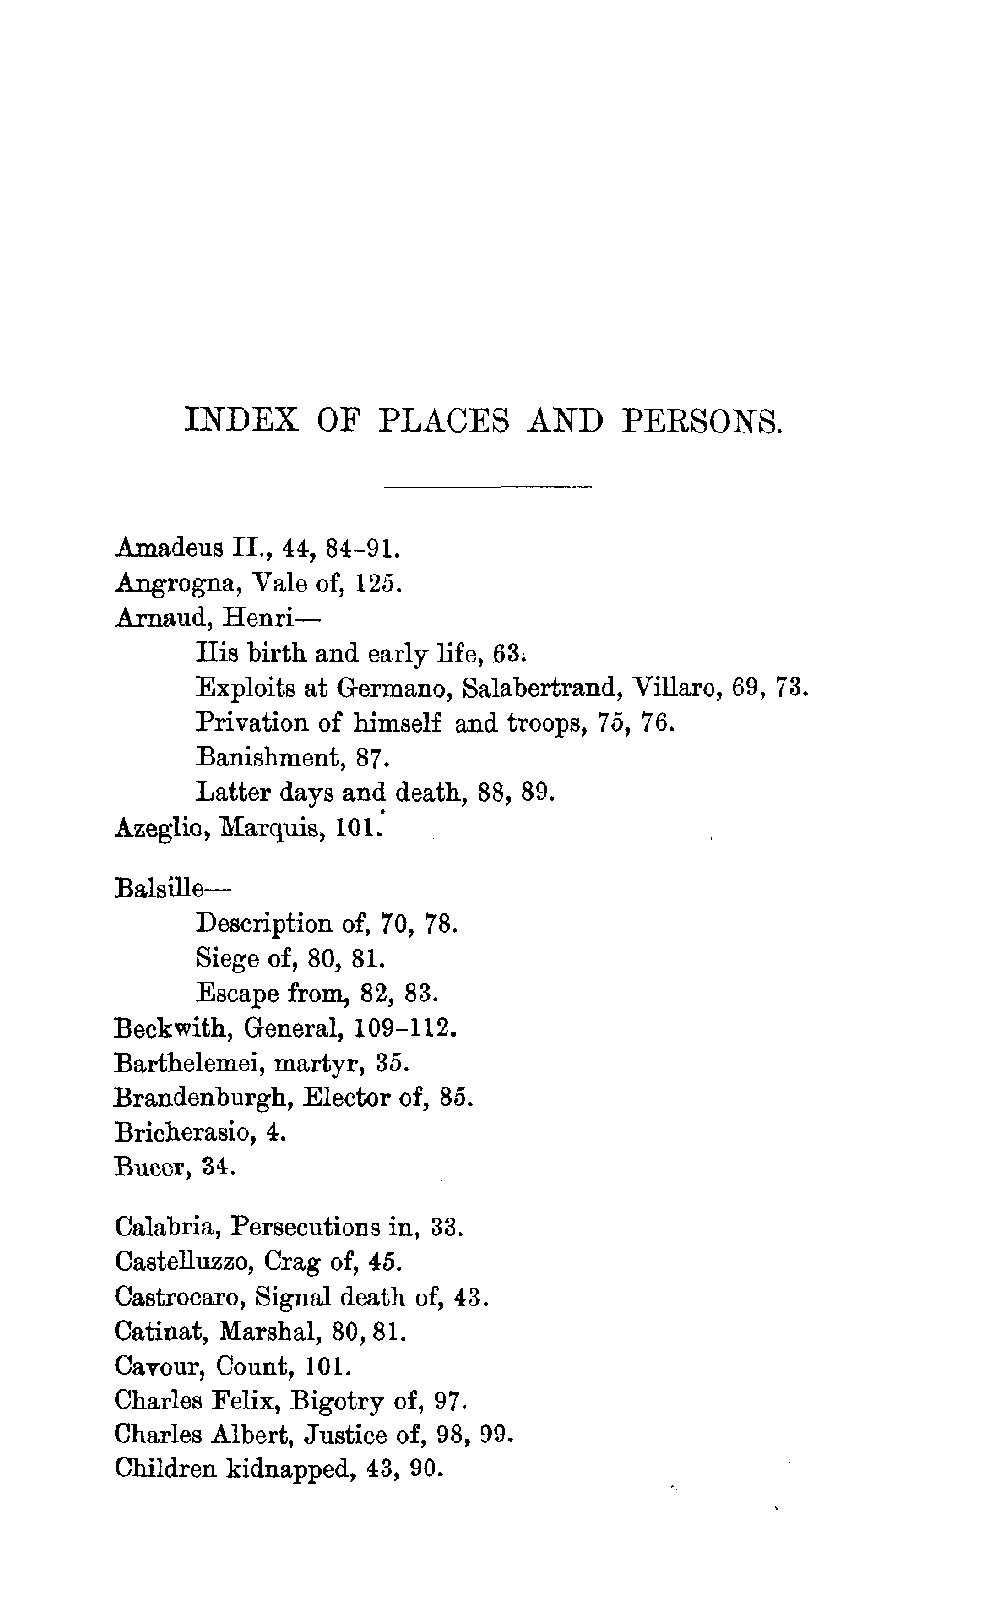 INDEX OF PLACES AND PERSONS.
Amadeus II., 44, 84-91.
Angrogna, Vale of, 125.
Arnaud, Henri—
His birth and early life, 63.
Exploits at Germano, Salabertrand, Villaro, 69, 73.
Privation of himself and troops, 75, 76.
Banishment, 87.
Latter days and death, 88, 89.
Azeglio, Marquis, 101.
Balsille—
Description of, 70, 78.
Siege of, 80, 81.
Escape from, 82, 83.
Beckwith, General, 109-112.
Barthelemei, martyr, 35.
Brandenburgh, Elector of, 85.
Bricherasio, 4.
Bucer, 34.
Calabria, Persecutions in, 33.
Castelluzzo, Crag of, 45.
Castrocaro, Signal death of, 43.
Catinat, Marshal, 80, 81.
Cavour, Count, 101.
Charles Felix, Bigotry of, 97.
Charles Albert, Justice of, 98, 99.
Children kidnapped, 43, 90.